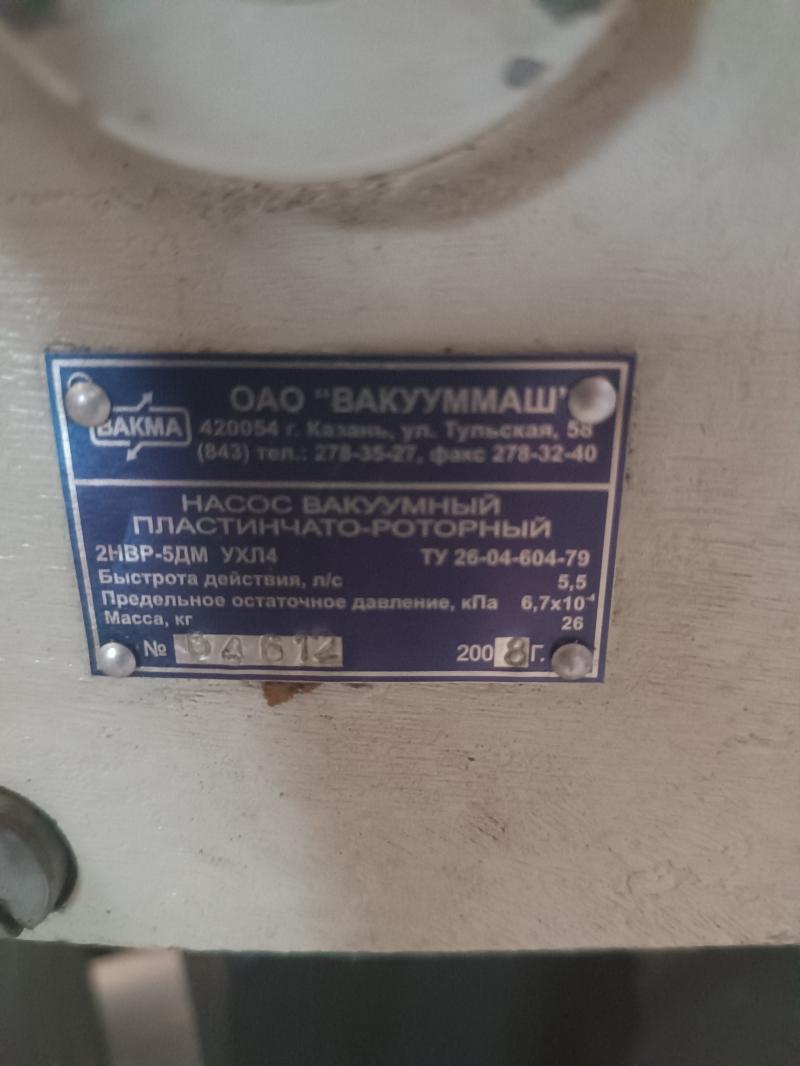 ОАО "ВАКУУММАШ"
ВАКМА
420054 г. Казань, ул. Тульская, 58
(843) тел.: 278-35-27, факс 278-32-40
НАСОС ВАКУУМНЫЙ
ПЛАСТИНЧАТО-РОТОРНЫЙ
2НВР-5ДМ УХЛ4 ТУ 26-04-604-79
Быстрота действия, л/с 5,5
Предельное остаточное давление, кПа 6,7х10⁻⁴
Масса, кг 26
№ 2008 г.